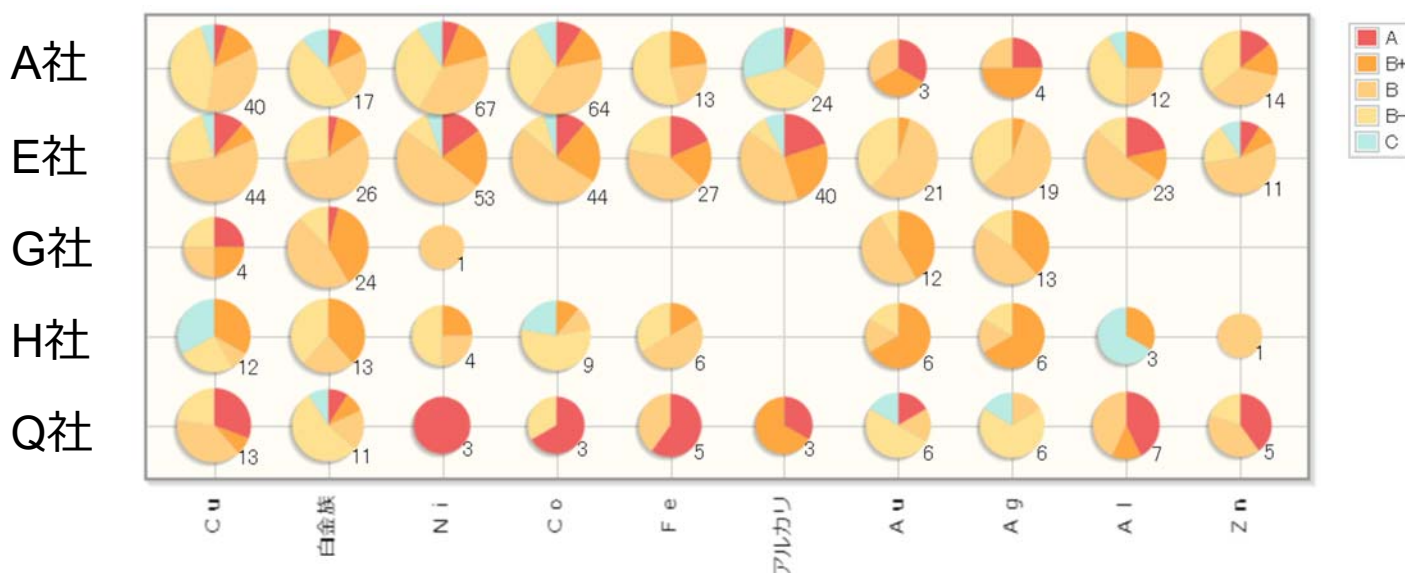 A社 40 17 67 64 13 24 3 4 12 14
E社 44 26 53 44 27 40 21 19 23 11
G社 4 24 1 12 13
H社 12 13 4 9 6 6 6 3 1
Q社 13 11 3 3 5 3 6 6 7 5
Cu 白金族 Ni Co Fe アルカリ Au Ag Al Zn
A
B+
B
B-
C